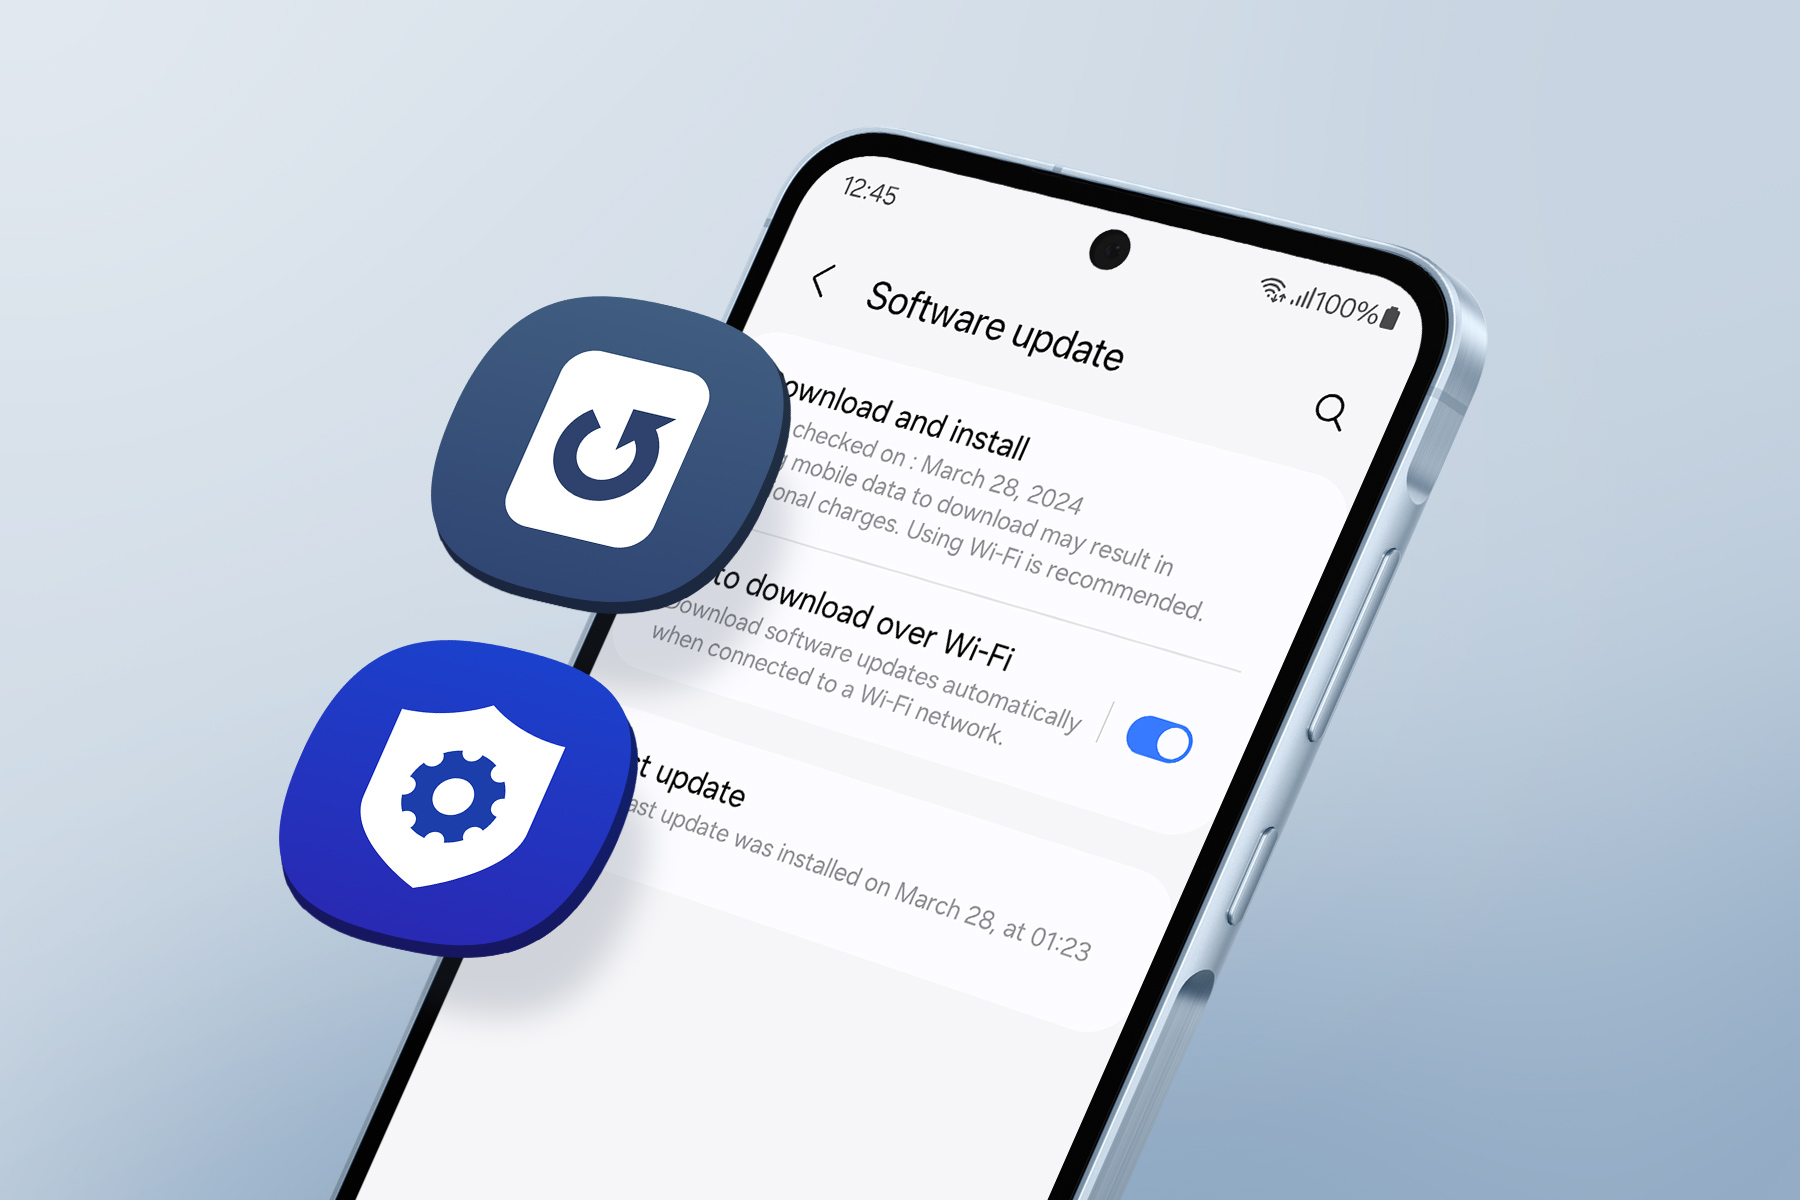 12:45
100%
Software update
ownload and install
checked on : March 28, 2024
mobile data to download may result in
onal charges. Using Wi-Fi is recommended.
to download over Wi-Fi
Download software updates automatically
when connected to a Wi-Fi network.
st update
ast update was installed on March 28, at 01:23